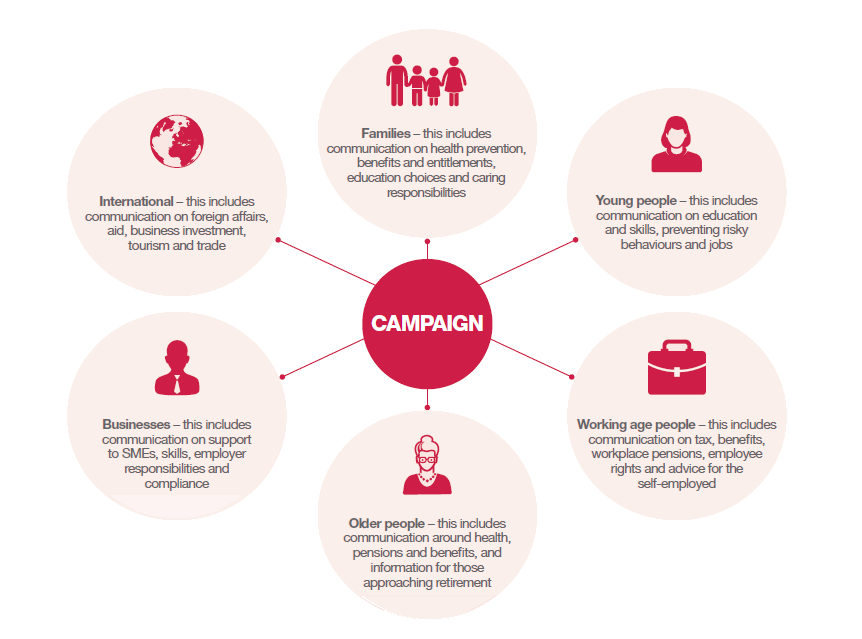 Families – this includes
communication on health prevention,
benefits and entitlements,
education choices and caring
responsibilities
International – this includes
communication on foreign affairs,
aid, business investment,
tourism and trade
Young people – this includes
communication on education
and skills, preventing risky
behaviours and jobs
CAMPAIGN
Businesses – this includes
communication on support
to SMEs, skills, employer
responsibilities and
compliance
Working age people – this includes
communication on tax, benefits,
workplace pensions, employee
rights and advice for the
self-employed
Older people – this includes
communication around health,
pensions and benefits, and
information for those
approaching retirement